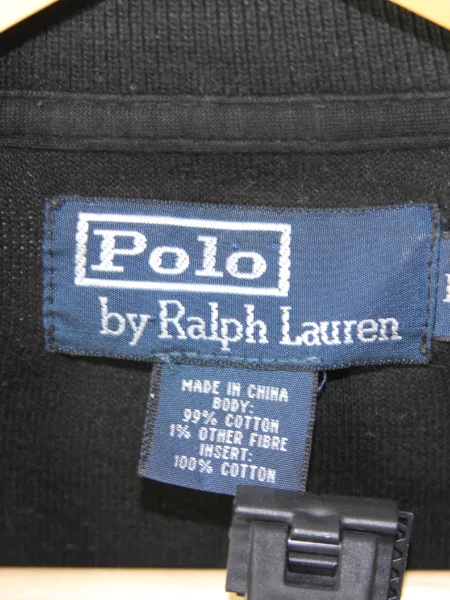 Polo
by Ralph Lauren
MADE IN CHINA
BODY:
99% COTTON
1% OTHER FIBRE
INSERT:
100% COTTON